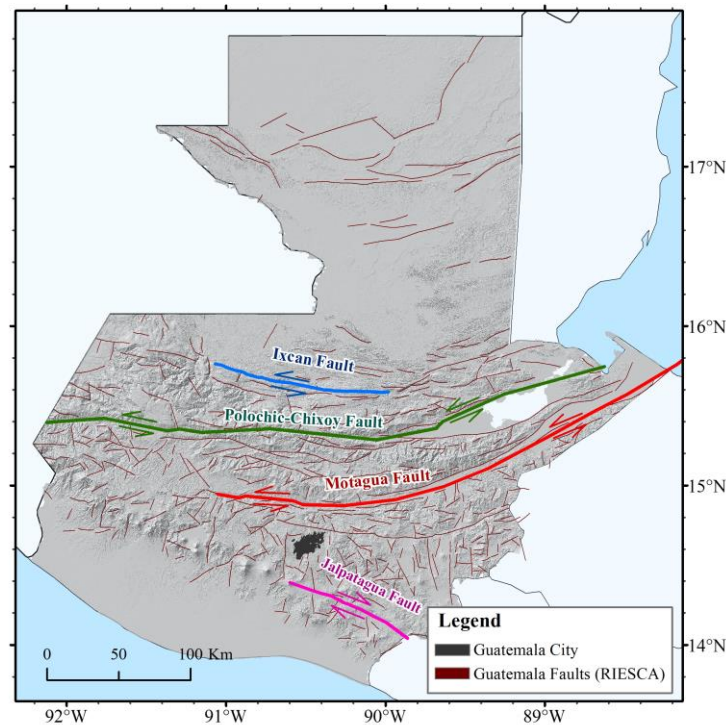 17°N
16°N
Ixcan Fault
Polochic-Chixoy Fault
Motagua Fault
15°N
Jalpatagua Fault
Legend
Guatemala City
Guatemala Faults (RIESCA)
14°N
0 50 100 Km
92°W 91°W 90°W 89°W